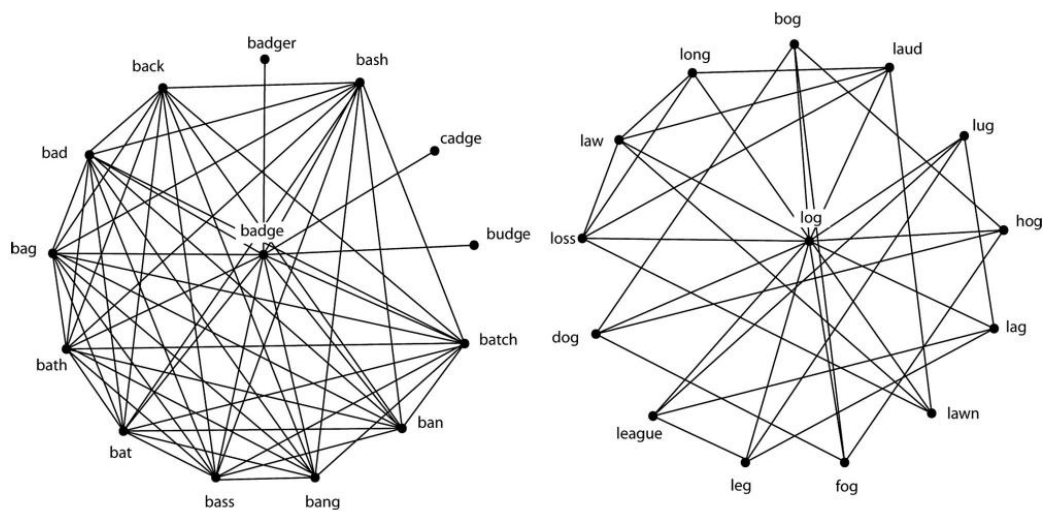 badger
back
bash
cadge
bad
badge
budge
bag
batch
bath
ban
bat
bass
bang
bog
long
laud
lug
law
log
hog
loss
lag
dog
lawn
league
leg
fog